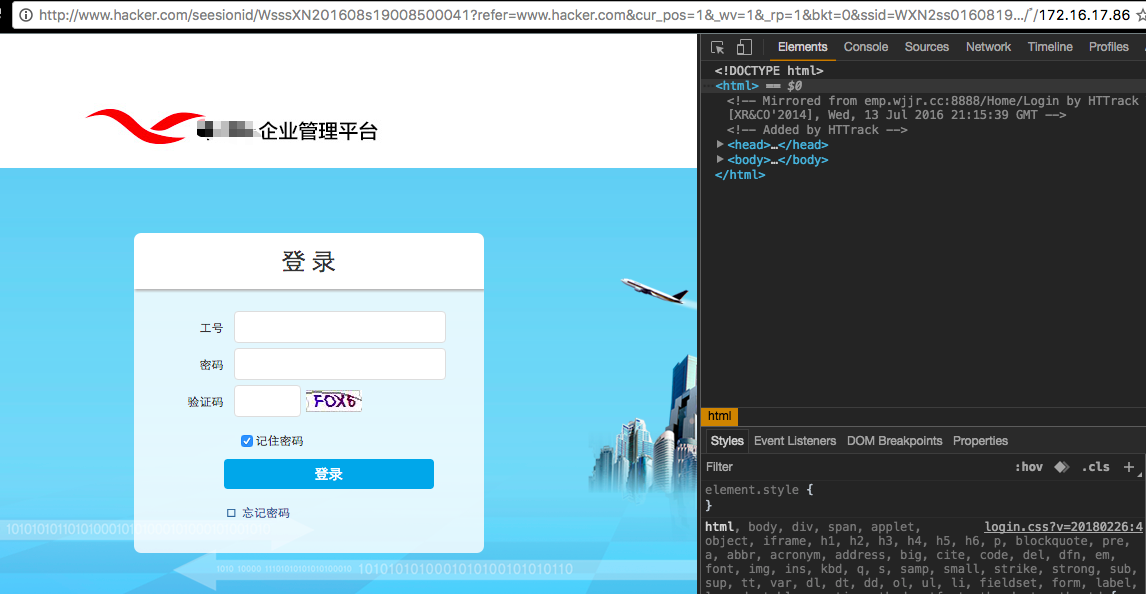 http://www.hacker.com/seesionid/WsssXN201608s19008500041?refer=www.hacker.com&cur_pos=1&_wv=1&_rp=1&bkt=0&ssid=WXN2ss0160819.../˜/172.16.17.86
企业管理平台
登 录
工号
密码
验证码 FOX6
记住密码
登录
忘记密码
Elements Console Sources Network Timeline Profiles
<!DOCTYPE html>
<html> == $0
<!-- Mirrored from emp.wjjr.cc:8888/Home/Login by HTTrack
[XR&CO'2014], Wed, 13 Jul 2016 21:15:39 GMT -->
<!-- Added by HTTrack -->
<head>…</head>
<body>…</body>
</html>
html
Styles Event Listeners DOM Breakpoints Properties
Filter :hov .cls +
element.style {
}
html, body, div, span, applet, login.css?v=20180226:4
object, iframe, h1, h2, h3, h4, h5, h6, p, blockquote, pre,
a, abbr, acronym, address, big, cite, code, del, dfn, em,
font, img, ins, kbd, q, s, samp, small, strike, strong, sub,
sup, tt, var, dl, dt, dd, ol, ul, li, fieldset, form, label,